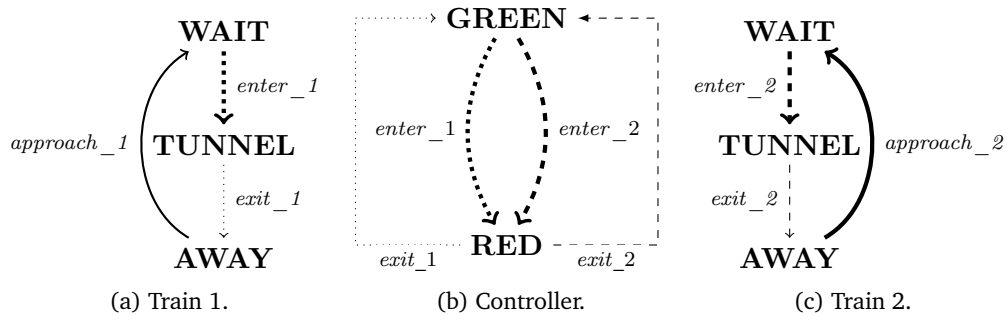 WAIT
enter_1
approach_1
TUNNEL
exit_1
AWAY
(a) Train 1.
GREEN
enter_1
enter_2
RED
exit_1
exit_2
(b) Controller.
WAIT
enter_2
TUNNEL
approach_2
exit_2
AWAY
(c) Train 2.